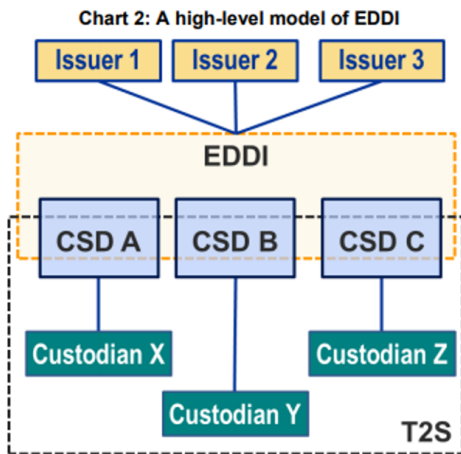 Chart 2: A high-level model of EDDI
Issuer 1 Issuer 2 Issuer 3
EDDI
CSD A CSD B CSD C
Custodian X Custodian Z
Custodian Y
T2S